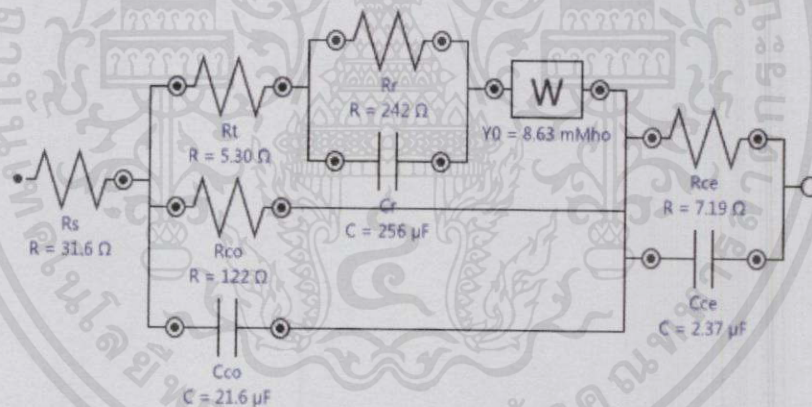 Rr
R = 242 Ω
Cr
C = 256 µF
W
Y0 = 8.63 mMho
Rt
R = 5.30 Ω
Rs
R = 31.6 Ω
Rco
R = 122 Ω
Cco
C = 21.6 µF
Rce
R = 7.19 Ω
Cce
C = 2.37 µF